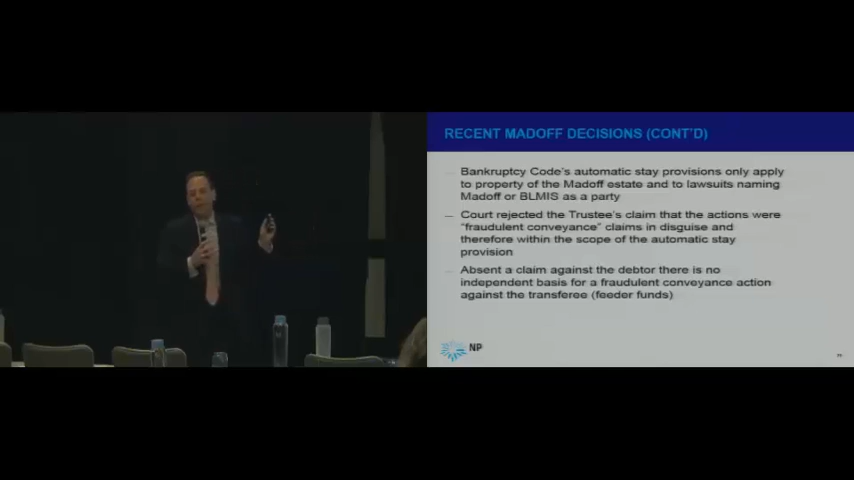 RECENT MADOFF DECISIONS (CONT'D)
Bankruptcy Code's automatic stay provisions only apply
to property of the Madoff estate and to lawsuits naming
Madoff or BLMIS as a party
Court rejected the Trustee's claim that the actions were
"fraudulent conveyance" claims in disguise and
therefore within the scope of the automatic stay
provision
Absent a claim against the debtor there is no
independent basis for a fraudulent conveyance action
against the transferee (feeder funds)
NP